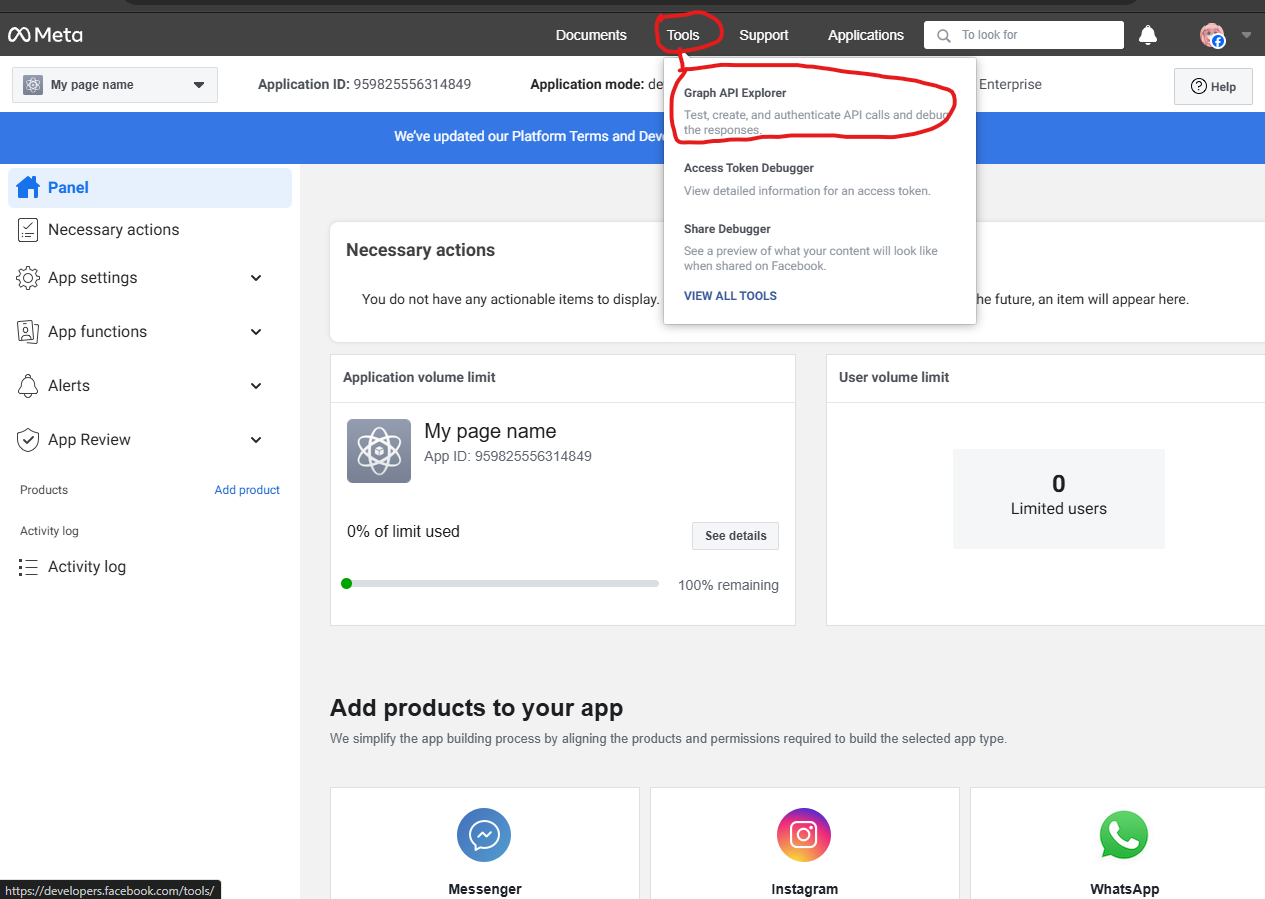 Meta
Documents
Tools
Support
Applications
To look for
My page name
Application ID: 959825556314849
Application mode: de
Enterprise
Help
We've updated our Platform Terms and Deve
Graph API Explorer
Test, create, and authenticate API calls and debug
the responses.
Access Token Debugger
View detailed information for an access token.
Share Debugger
See a preview of what your content will look like
when shared on Facebook.
VIEW ALL TOOLS
Panel
Necessary actions
App settings
App functions
Alerts
App Review
Products
Add product
Activity log
Activity log
Necessary actions
You do not have any actionable items to display.
he future, an item will appear here.
Application volume limit
My page name
App ID: 959825556314849
0% of limit used
See details
100% remaining
User volume limit
0
Limited users
Add products to your app
We simplify the app building process by aligning the products and permissions required to build the selected app type.
Messenger
Instagram
WhatsApp
https://developers.facebook.com/tools/